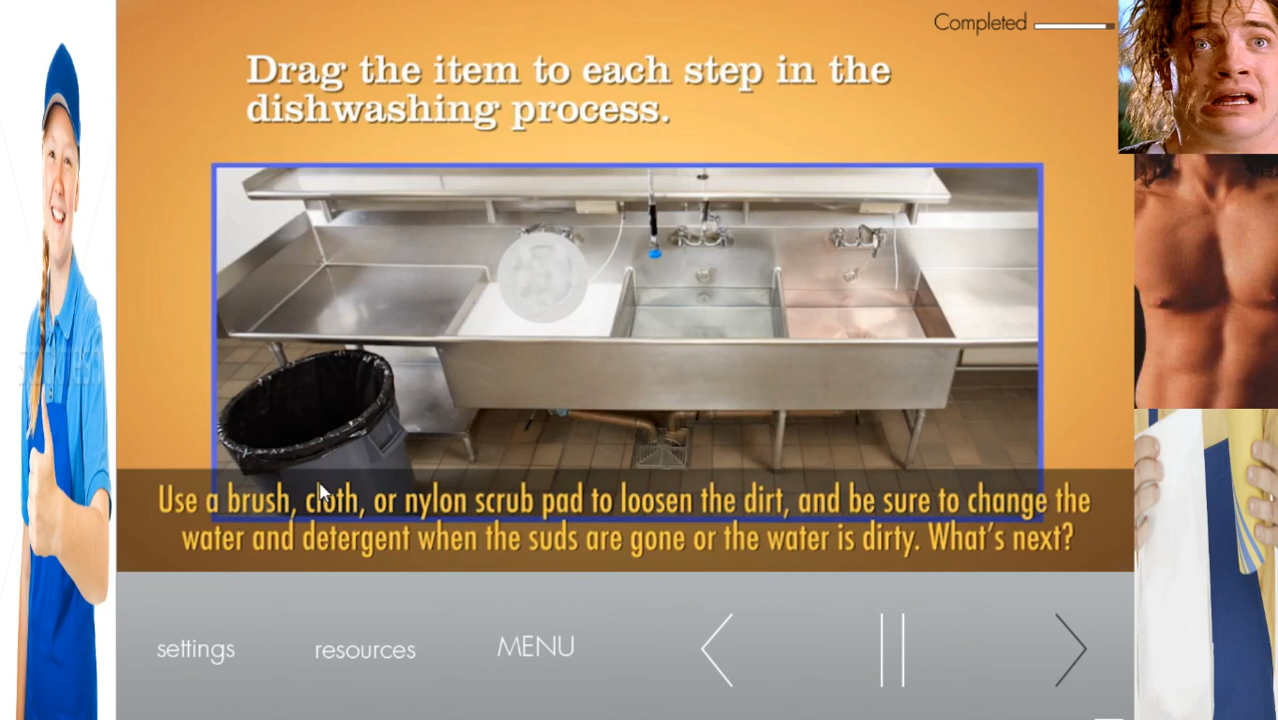 Completed
Drag the item to each step in the
dishwashing process.
Use a brush, cloth, or nylon scrub pad to loosen the dirt, and be sure to change the
water and detergent when the suds are gone or the water is dirty. What's next?
settings resources MENU